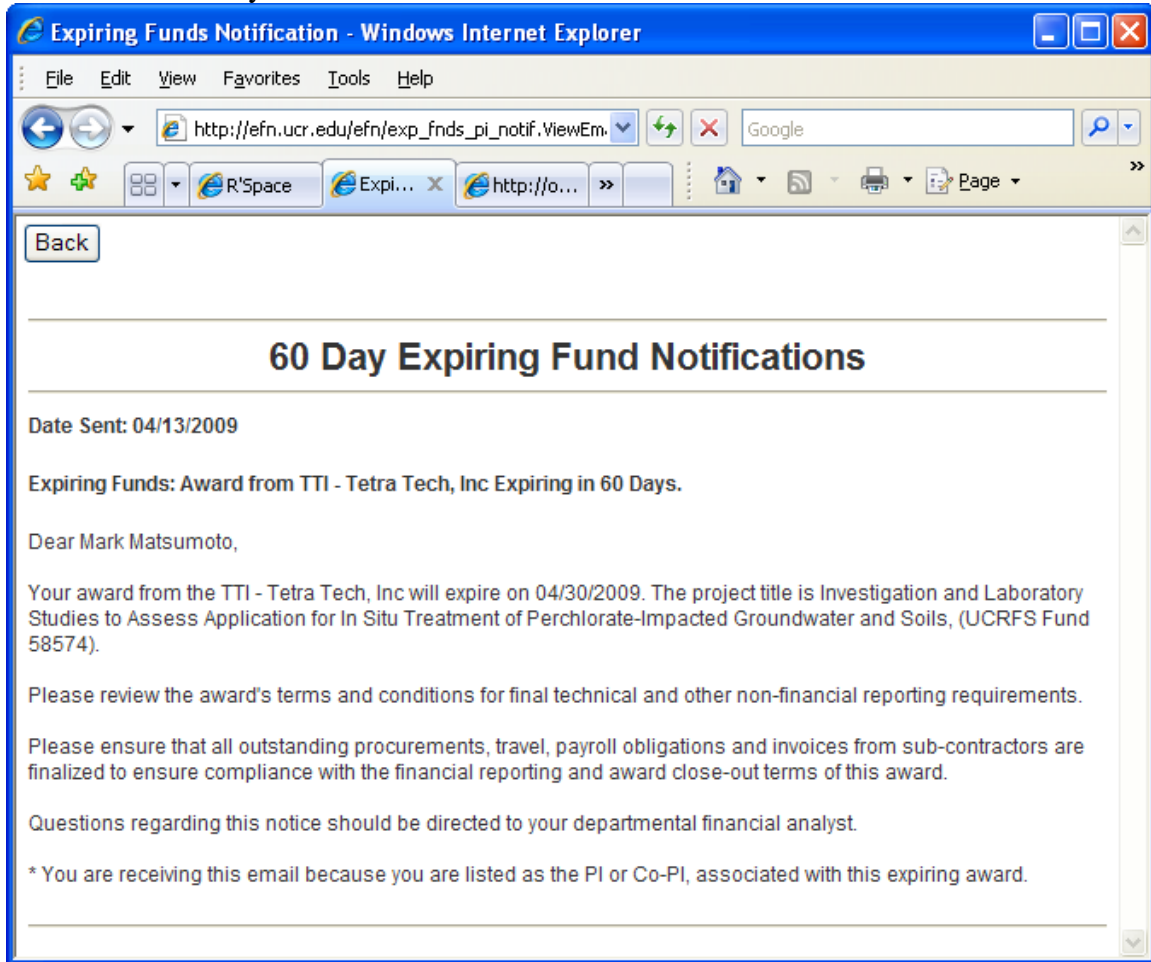 Expiring Funds Notification - Windows Internet Explorer
File Edit View Favorites Tools Help
http://efn.ucr.edu/efn/exp_fnds_pi_notif.ViewEm Google
R'Space Expi... http://o... » Page »
Back
60 Day Expiring Fund Notifications
Date Sent: 04/13/2009
Expiring Funds: Award from TTI - Tetra Tech, Inc Expiring in 60 Days.
Dear Mark Matsumoto,
Your award from the TTI - Tetra Tech, Inc will expire on 04/30/2009. The project title is Investigation and Laboratory
Studies to Assess Application for In Situ Treatment of Perchlorate-Impacted Groundwater and Soils, (UCRFS Fund
58574).
Please review the award's terms and conditions for final technical and other non-financial reporting requirements.
Please ensure that all outstanding procurements, travel, payroll obligations and invoices from sub-contractors are
finalized to ensure compliance with the financial reporting and award close-out terms of this award.
Questions regarding this notice should be directed to your departmental financial analyst.
* You are receiving this email because you are listed as the PI or Co-PI, associated with this expiring award.